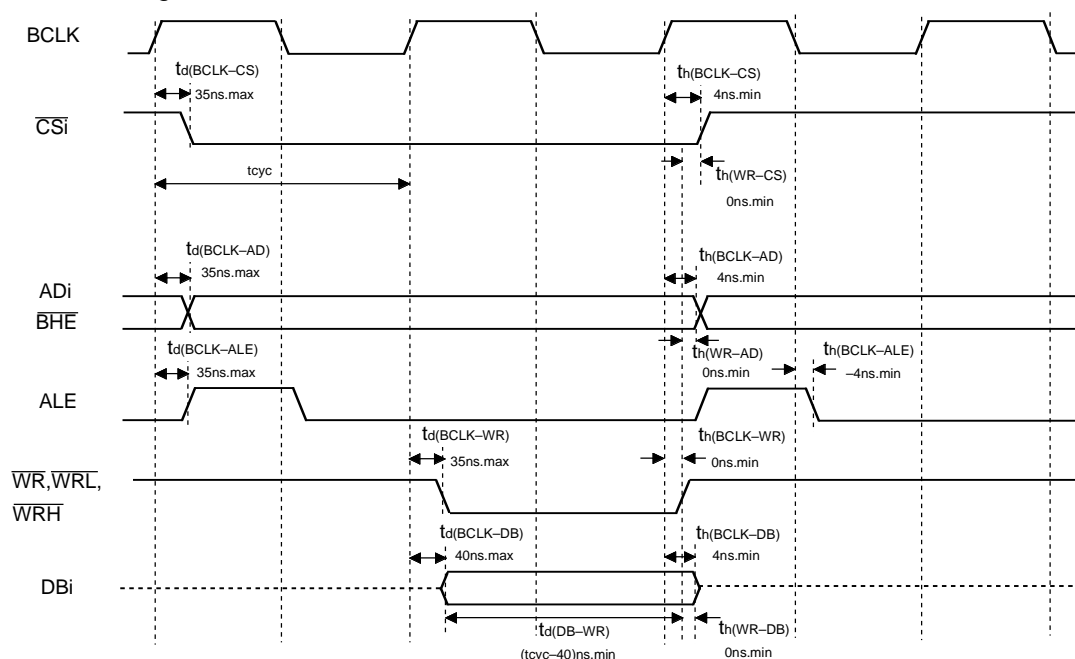 BCLK
td(BCLK–CS) th(BCLK–CS)
35ns.max 4ns.min
CSi
tcyc th(WR–CS)
0ns.min
td(BCLK–AD) th(BCLK–AD)
35ns.max 4ns.min
ADi
BHE
td(BCLK–ALE) th(WR–AD) th(BCLK–ALE)
35ns.max 0ns.min –4ns.min
ALE
td(BCLK–WR) th(BCLK–WR)
35ns.max 0ns.min
WR,WRL,
WRH
td(BCLK–DB) th(BCLK–DB)
40ns.max 4ns.min
DBi
td(DB–WR) th(WR–DB)
(tcyc–40)ns.min 0ns.min